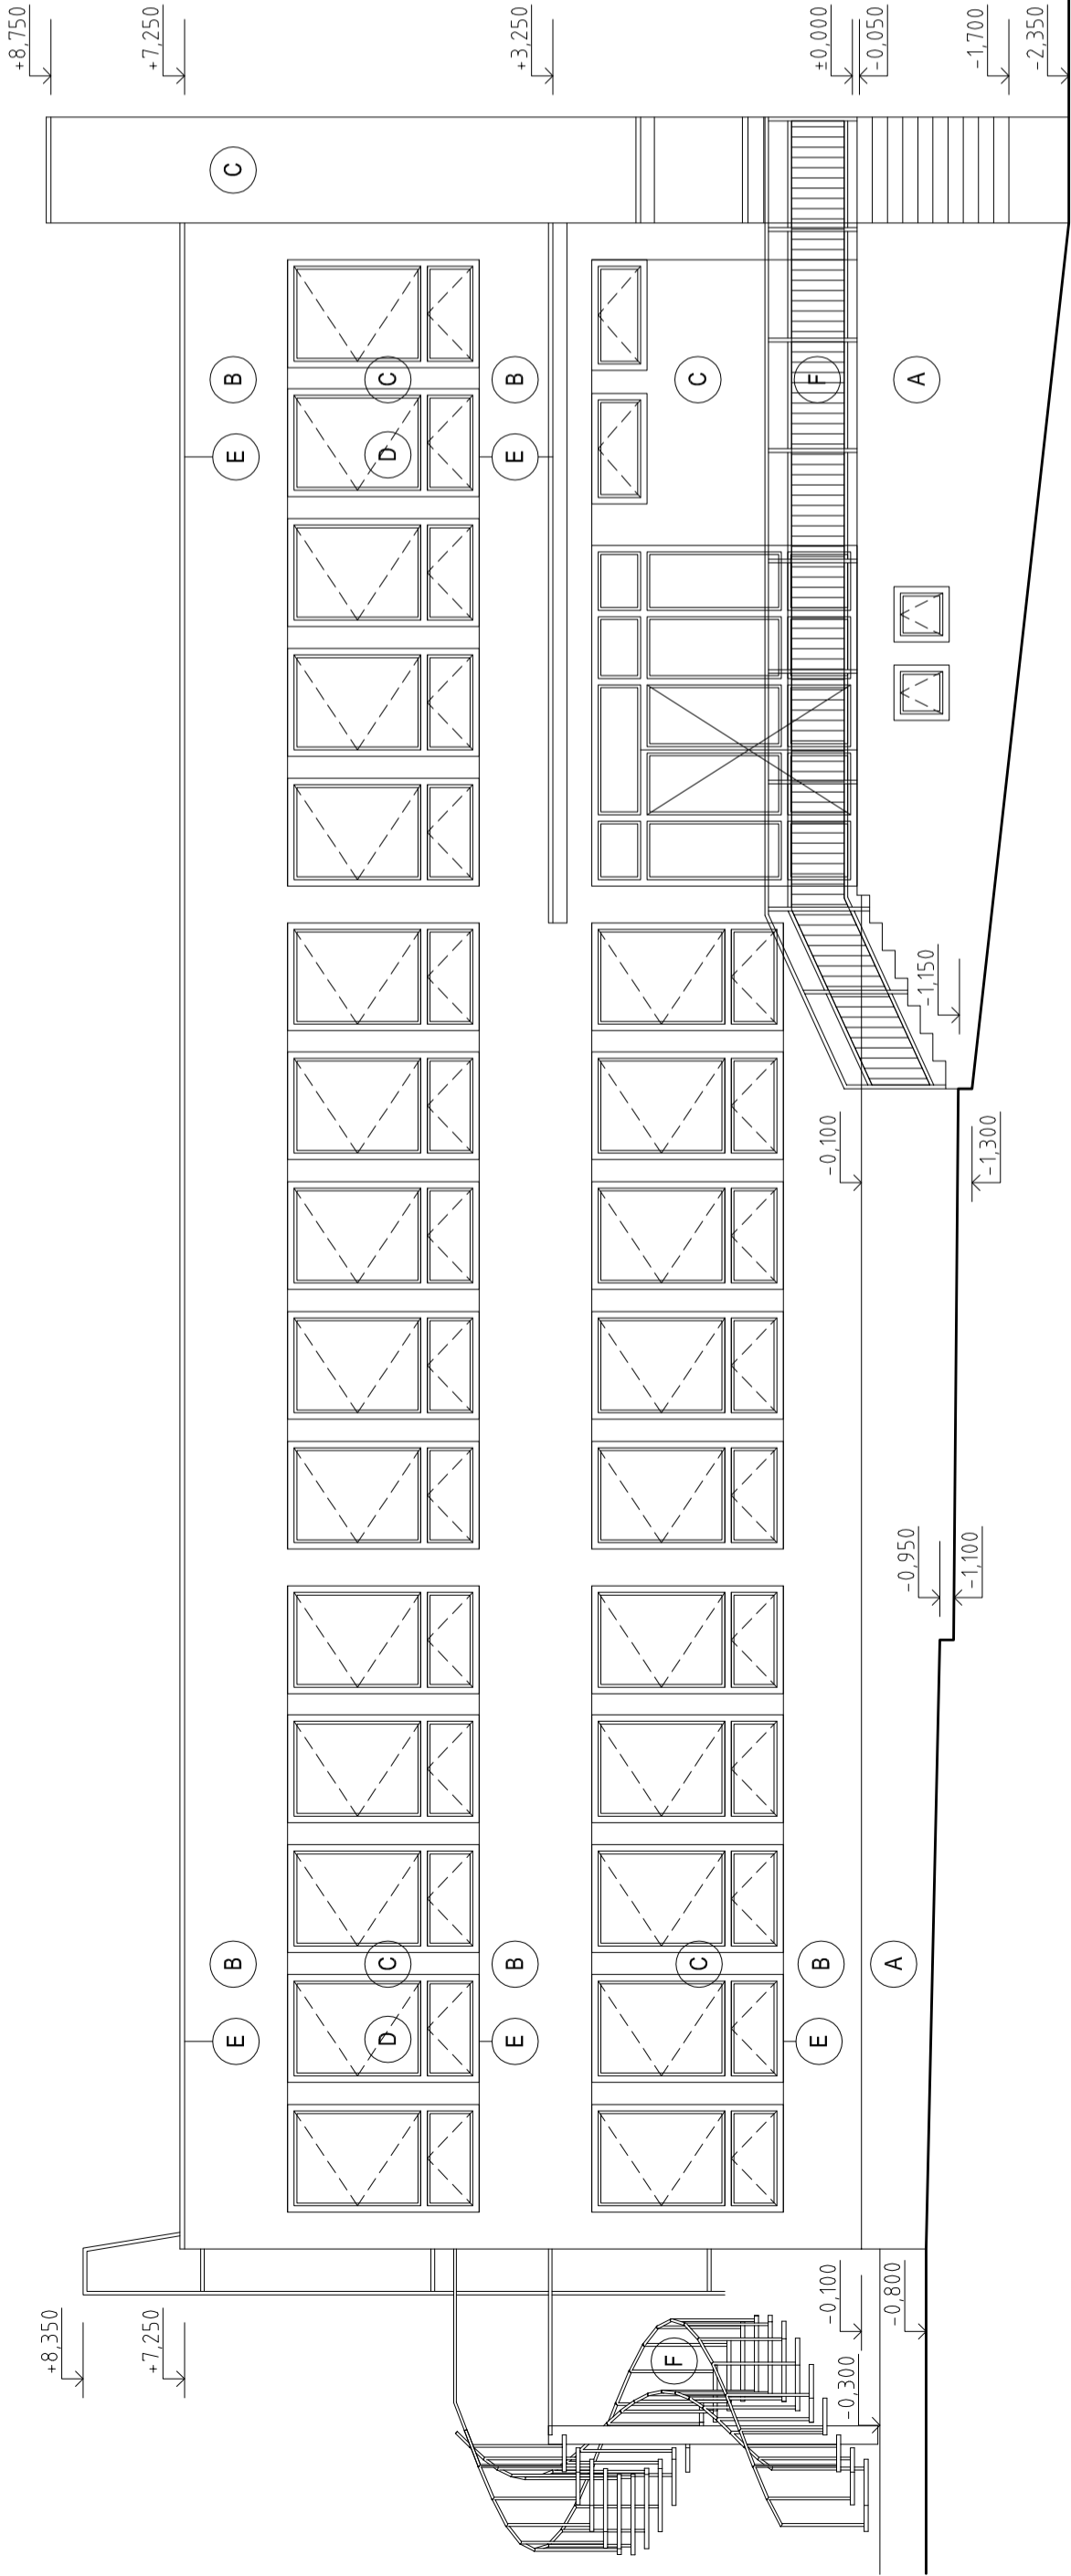 +8,750
+8,350
+7,250 +7,250
E B E B C
D C D C
E B E B +3,250
F C C
E B F ±0,000
-0,100 -0,100
-0,300 -0,050
-0,800 A A
-0,950 -1,150
-1,100 -1,700
-1,300
-2,350